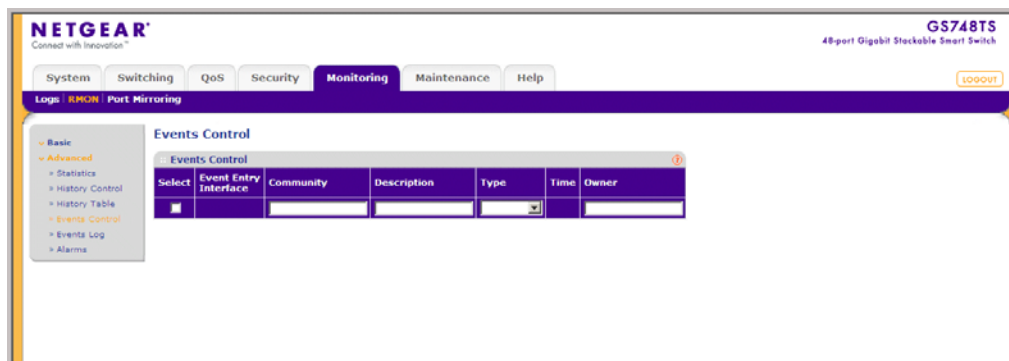 NETGEAR
Connect with Innovation™
GS748TS
48-port Gigabit Stackable Smart Switch
System Switching QoS Security Monitoring Maintenance Help
LOGOUT
Logs RMON Port Mirroring
Basic
Advanced
Statistics
History Control
History Table
Events Control
Events Log
Alarms
Events Control
Events Control
Select Event Entry Interface Community Description Type Time Owner